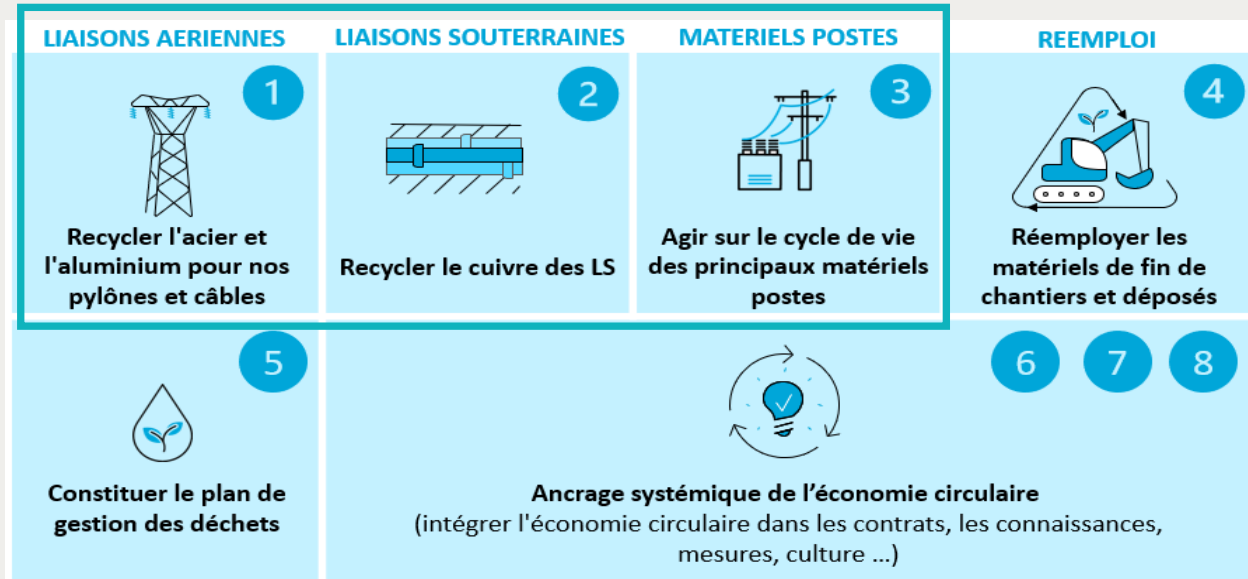 LIAISONS AERIENNES
1
Recycler l'acier et
l'aluminium pour nos
pylônes et câbles
LIAISONS SOUTERRAINES
2
Recycler le cuivre des LS
MATERIELS POSTES
3
Agir sur le cycle de vie
des principaux matériels
postes
REEMPLOI
4
Réemployer les
matériels de fin de
chantiers et déposés
5
Constituer le plan de
gestion des déchets
6 7 8
Ancrage systémique de l’économie circulaire
(intégrer l'économie circulaire dans les contrats, les connaissances,
mesures, culture ...)